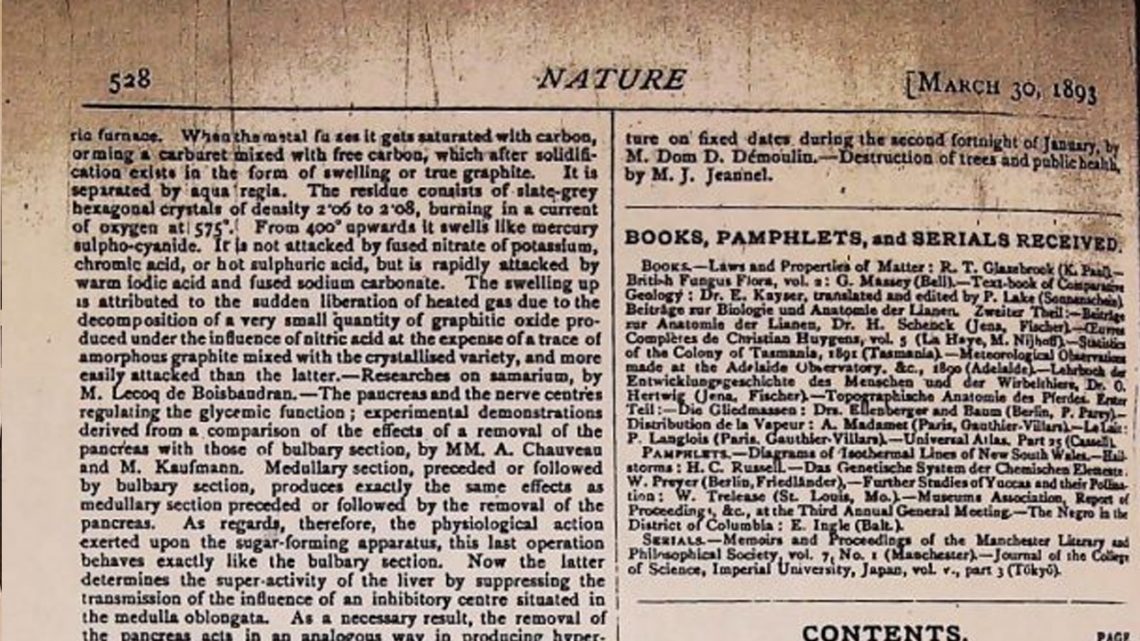 528
NATURE
[MARCH 30, 1893
ric furnace. When the metal fuses it gets saturated with carbon,
orming a carburet mixed with free carbon, which after solidifi-
cation exists in the form of swelling or true graphite. It is
separated by aqua regia. The residue consists of slate-grey
hexagonal crystals of density 2·06 to 2·08, burning in a current
of oxygen at 575°. From 400° upwards it swells like mercury
sulpho-cyanide. It is not attacked by fused nitrate of potassium,
chromic acid, or hot sulphuric acid, but is rapidly attacked by
warm iodic acid and fused sodium carbonate. The swelling up
is attributed to the sudden liberation of heated gas due to the
decomposition of a very small quantity of graphitic oxide pro-
duced under the influence of nitric acid at the expense of a trace of
amorphous graphite mixed with the crystallised variety, and more
easily attacked than the latter.—Researches on samarium, by
M. Lecoq de Boisbaudran.—The pancreas and the nerve centres
regulating the glycemic function; experimental demonstrations
derived from a comparison of the effects of a removal of the
pancreas with those of bulbary section, by MM. A. Chauveau
and M. Kaufmann. Medullary section, preceded or followed
by bulbary section, produces exactly the same effects as
medullary section preceded or followed by the removal of the
pancreas. As regards, therefore, the physiological action
exerted upon the sugar-forming apparatus, this last operation
behaves exactly like the bulbary section. Now the latter
determines the super-activity of the liver by suppressing the
transmission of the influence of an inhibitory centre situated in
the medulla oblongata. As a necessary result, the removal of
the pancreas acts in an analogous way in producing hyper-
ture on fixed dates during the second fortnight of January, by
M. Dom D. Démoulin.—Destruction of trees and public health,
by M. J. Jeannel.
BOOKS, PAMPHLETS, and SERIALS RECEIVED.
BOOKS.—Laws and Properties of Matter: R. T. Glazebrook (K. Paul).—
British Fungus Flora, vol. 2: G. Massey (Bell).—Text-book of Comparative
Geology: Dr. E. Kayser, translated and edited by P. Lake (Sonnenschein).
Beiträge zur Biologie und Anatomie der Lianen. Zweiter Theil:—Beiträge
zur Anatomie der Lianen, Dr. H. Schenck (Jena, Fischer).—Œuvres
Complères de Christian Huygens, vol. 5 (La Haye, M. Nijhoff).—Statistics
of the Colony of Tasmania, 1891 (Tasmania).—Meteorological Observations
made at the Adelaide Observatory, &c., 1890 (Adelaide).—Lehrbuch der
Entwicklungsgeschichte des Menschen und der Wirbelthiere, Dr. O.
Hertwig (Jena, Fischer).—Topographische Anatomie des Pferdes. Erster
Teil:—Die Gliedmassen: Drs. Ellenberger and Baum (Berlin, P. Parey).—
Distribution de la Vapeur: A. Madamet (Paris, Gauthier-Villars).—Le Lait:
P. Langlois (Paris, Gauthier-Villars).—Universal Atlas, Part 25 (Cassell).
PAMPHLETS.—Diagrams of Isothermal Lines of New South Wales.—Hail-
storms: H. C. Russell.—Das Genetische System der Chemischen Elemente:
W. Preyer (Berlin, Friedländer).—Further Studies of Yuccas and their Pollina-
tion: W. Trelease (St. Louis, Mo.).—Museums Association, Report of
Proceedings, &c., at the Third Annual General Meeting.—The Negro in the
District of Columbia: E. Ingle (Balt.).
SERIALS.—Memoirs and Proceedings of the Manchester Literary and
Philosophical Society, vol. 7, No. 1 (Manchester).—Journal of the College
of Science, Imperial University, Japan, vol. v., part 3 (Tōkyō).
CONTENTS.
PAGE